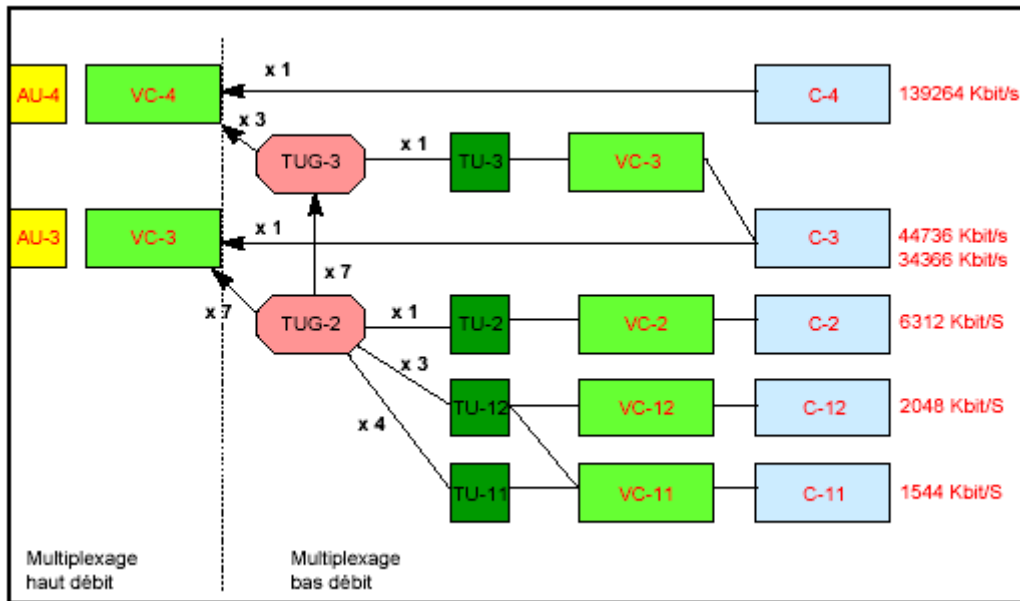 x 1
AU-4 VC-4 C-4 139264 Kbit/s
x 3 x 1
TUG-3 TU-3 VC-3
x 1
AU-3 VC-3 C-3 44736 Kbit/s
34366 Kbit/s
x 7
x 7 TUG-2 x 1 TU-2 VC-2 C-2 6312 Kbit/S
x 3
x 4 TU-12 VC-12 C-12 2048 Kbit/S
TU-11 VC-11 C-11 1544 Kbit/S
Multiplexage Multiplexage
haut débit bas débit